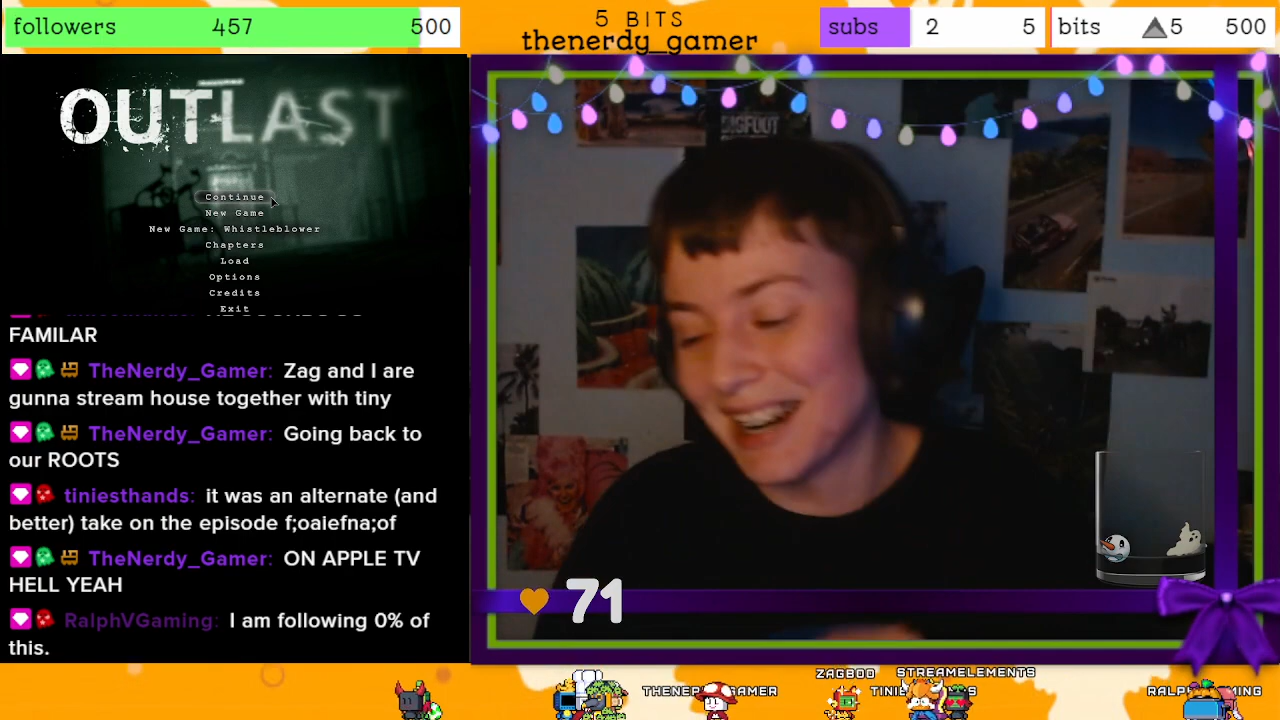 followers 457 500
5 BITS
thenerdy_gamer
subs 2 5
bits 5 500
OUTLAST
Continue
New Game
New Game: Whistleblower
Chapters
Load
Options
Credits
Exit
FAMILAR
TheNerdy_Gamer: Zag and I are
gunna stream house together with tiny
TheNerdy_Gamer: Going back to
our ROOTS
tiniesthands: it was an alternate (and
better) take on the episode f;oaiefna;of
TheNerdy_Gamer: ON APPLE TV
HELL YEAH
RalphVGaming: I am following 0% of
this.
BIGFOOT
71
ZAGBOO
STREAMELEMENTS